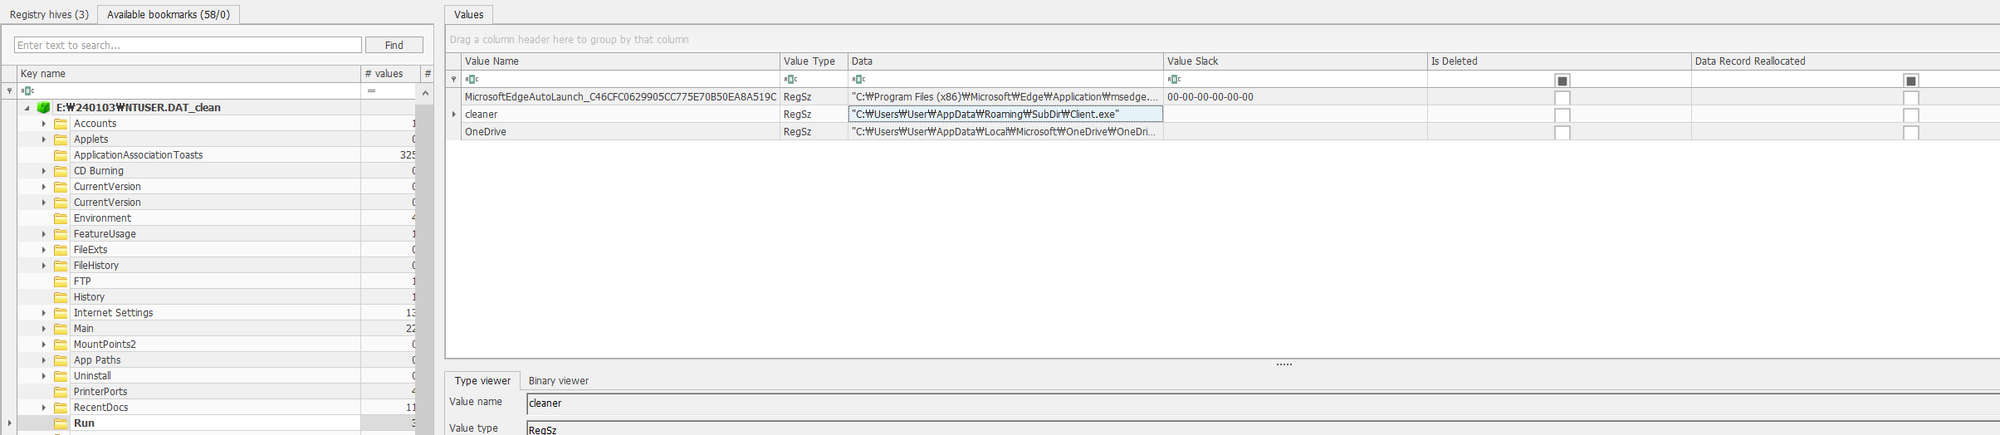 Registry hives (3) Available bookmarks (58/0)
Enter text to search... Find
Key name # values #
E:₩240103₩NTUSER.DAT_clean
Accounts 1
Applets 0
ApplicationAssociationToasts 325
CD Burning 0
CurrentVersion 0
CurrentVersion 0
Environment 4
FeatureUsage 1
FileExts 0
FileHistory 0
FTP 1
History 1
Internet Settings 13
Main 22
MountPoints2 0
App Paths 0
Uninstall 0
PrinterPorts 4
RecentDocs 11
Run 3
Values
Drag a column header here to group by that column
Value Name Value Type Data Value Slack Is Deleted Data Record Reallocated
MicrosoftEdgeAutoLaunch_C46CFC0629905CC775E70B50EA8A519C RegSz "C:₩Program Files (x86)₩Microsoft₩Edge₩Application₩msedge.... 00-00-00-00-00-00
cleaner RegSz "C:₩Users₩User₩AppData₩Roaming₩SubDir₩Client.exe"
OneDrive RegSz "C:₩Users₩User₩AppData₩Local₩Microsoft₩OneDrive₩OneDri...
Type viewer Binary viewer
Value name cleaner
Value type RegSz